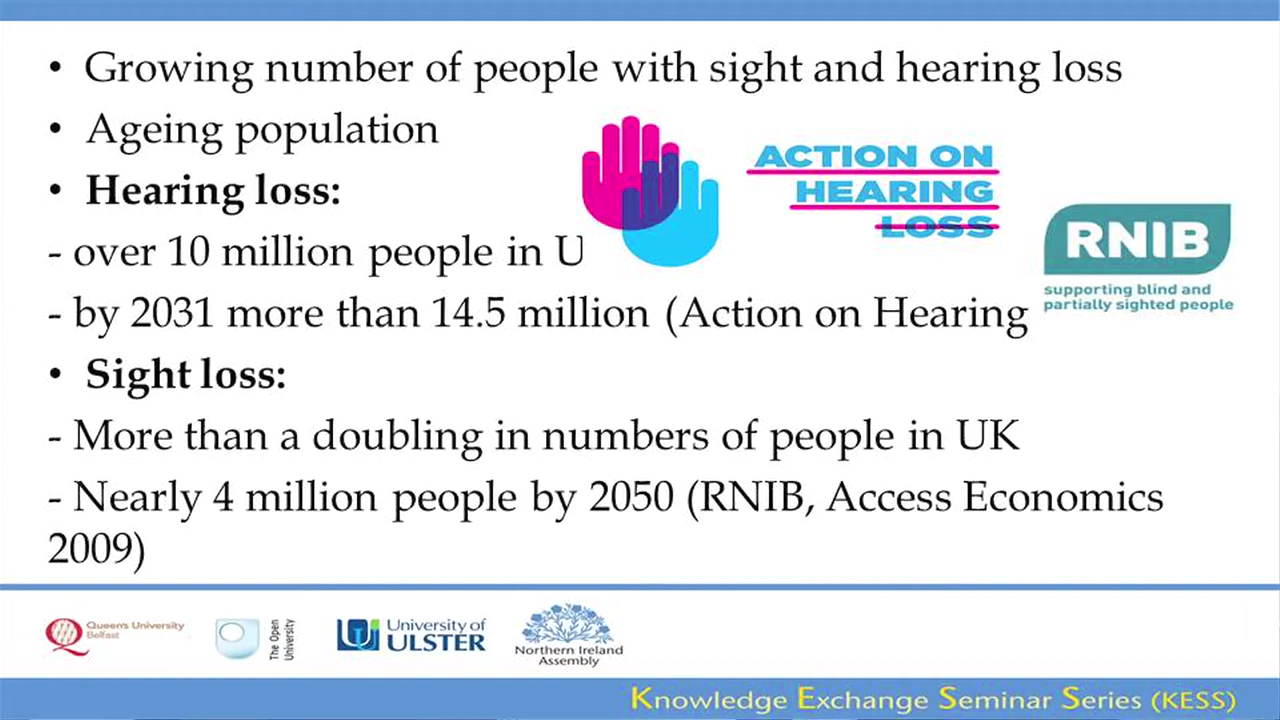 • Growing number of people with sight and hearing loss
• Ageing population
• Hearing loss:
- over 10 million people in U
- by 2031 more than 14.5 million (Action on Hearing
• Sight loss:
- More than a doubling in numbers of people in UK
- Nearly 4 million people by 2050 (RNIB, Access Economics
2009)
ACTION ON
HEARING
LOSS
RNIB
supporting blind and
partially sighted people
Queen's University
Belfast
The Open
University
University of
ULSTER
Northern Ireland
Assembly
Knowledge Exchange Seminar Series (KESS)